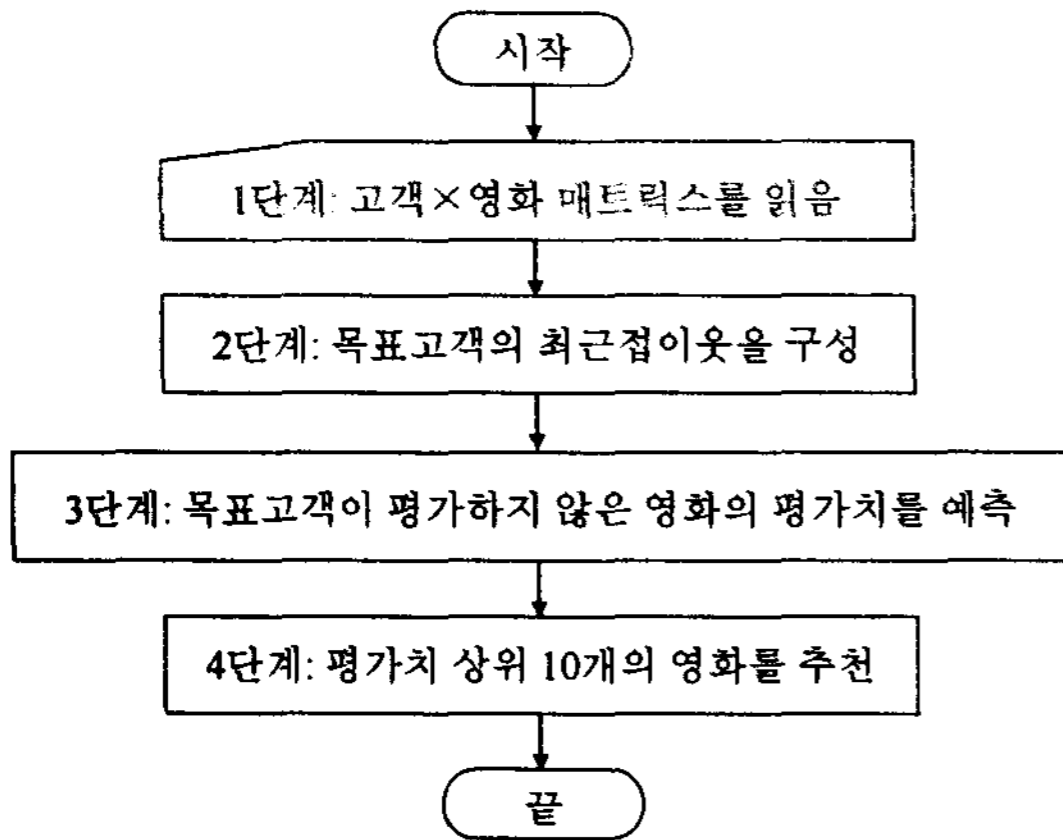 시작
1단계: 고객×영화 매트릭스를 읽음
2단계: 목표고객의 최근접이웃을 구성
3단계: 목표고객이 평가하지 않은 영화의 평가치를 예측
4단계: 평가치 상위 10개의 영화를 추천
끝